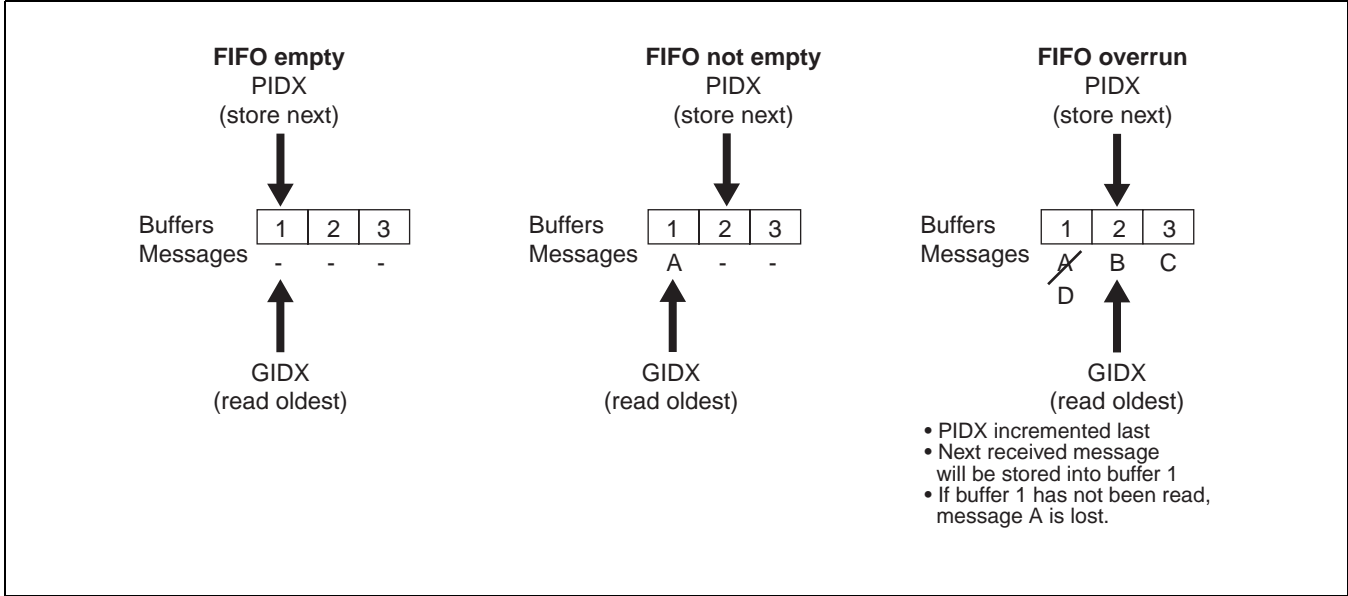 FIFO empty
PIDX
(store next)
Buffers
1 2 3
Messages
- - -
GIDX
(read oldest)
FIFO not empty
PIDX
(store next)
Buffers
1 2 3
Messages
A - -
GIDX
(read oldest)
FIFO overrun
PIDX
(store next)
Buffers
1 2 3
Messages
A B C
D
GIDX
(read oldest)
• PIDX incremented last
• Next received message
will be stored into buffer 1
• If buffer 1 has not been read,
message A is lost.